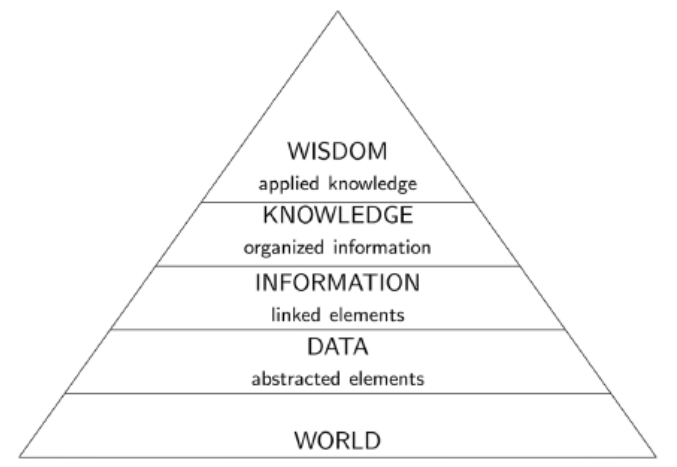 WISDOM
applied knowledge
KNOWLEDGE
organized information
INFORMATION
linked elements
DATA
abstracted elements
WORLD